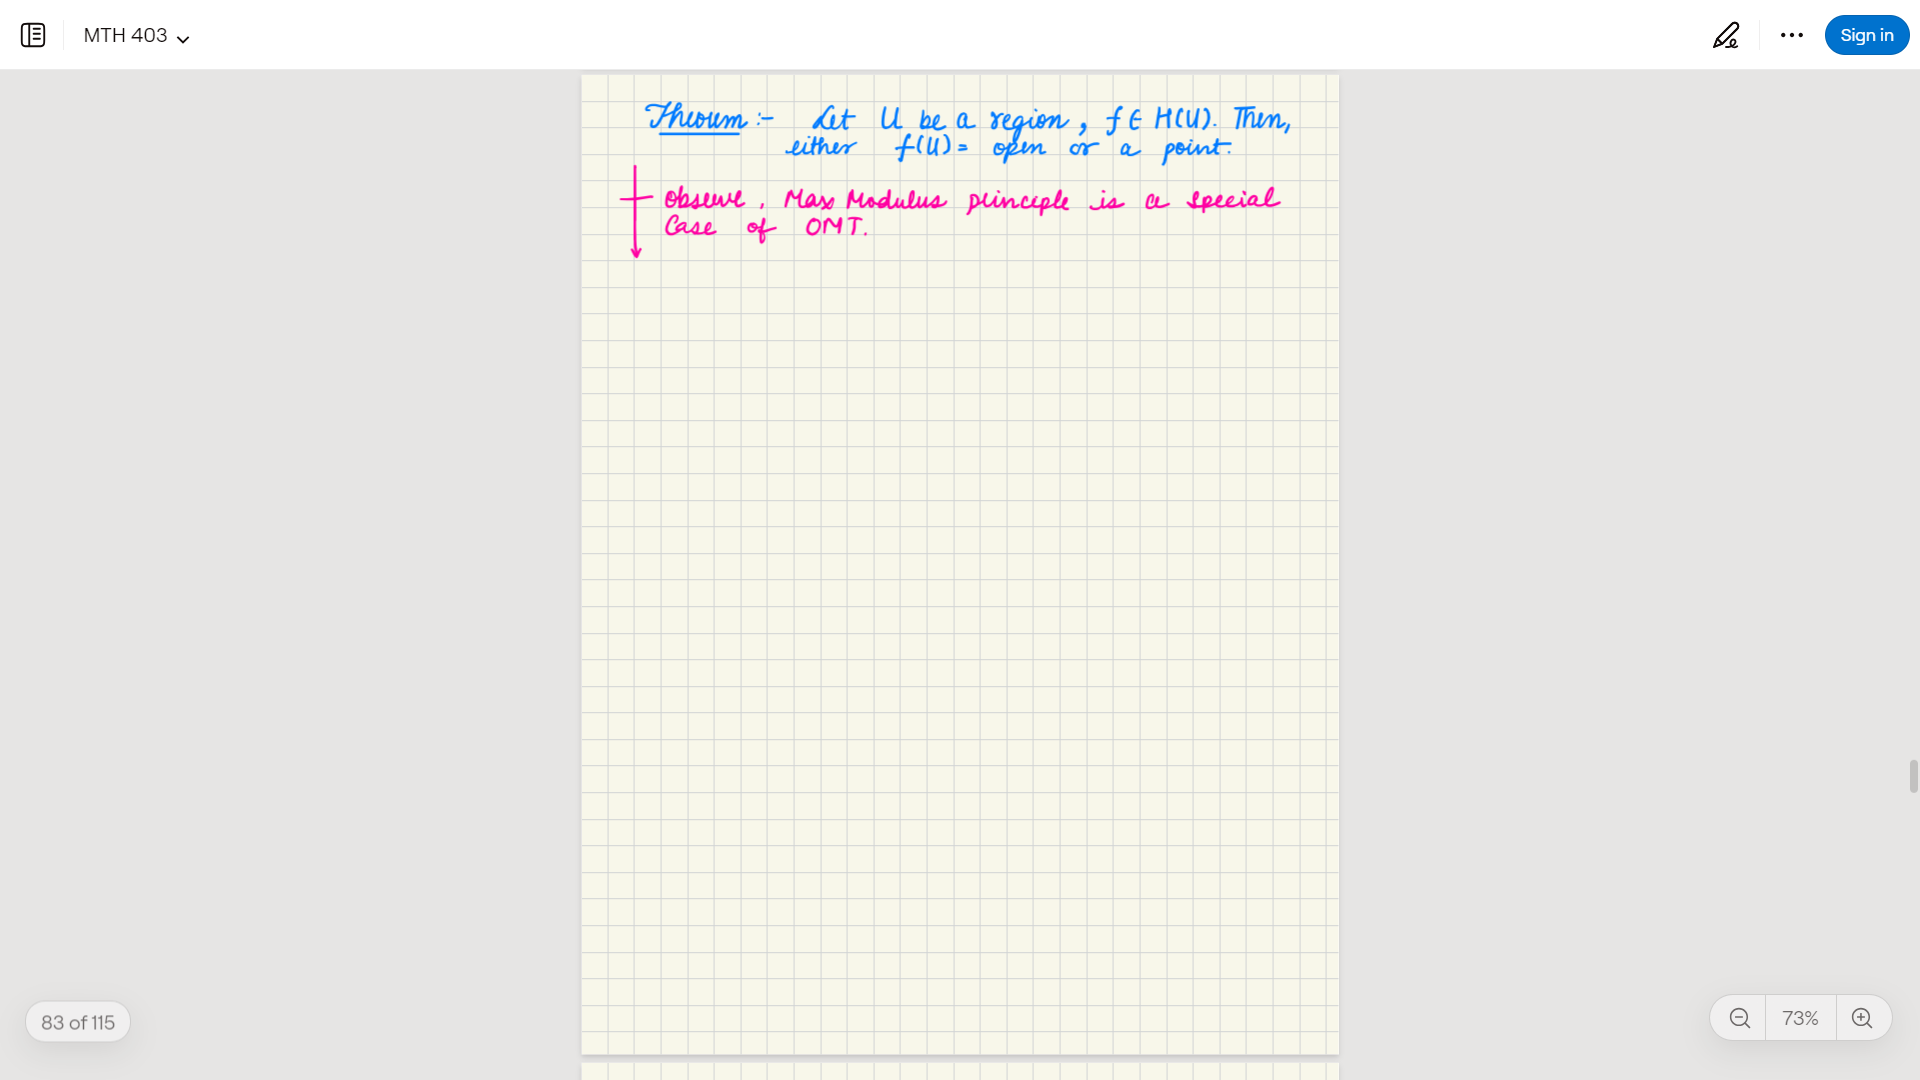 MTH 403
Sign in
Theorem :- Let U be a region, f ∈ H(U). Then,
either f(U) = open or a point.
Observe, Max Modulus principle is a special
Case of OMT.
83 of 115
73%